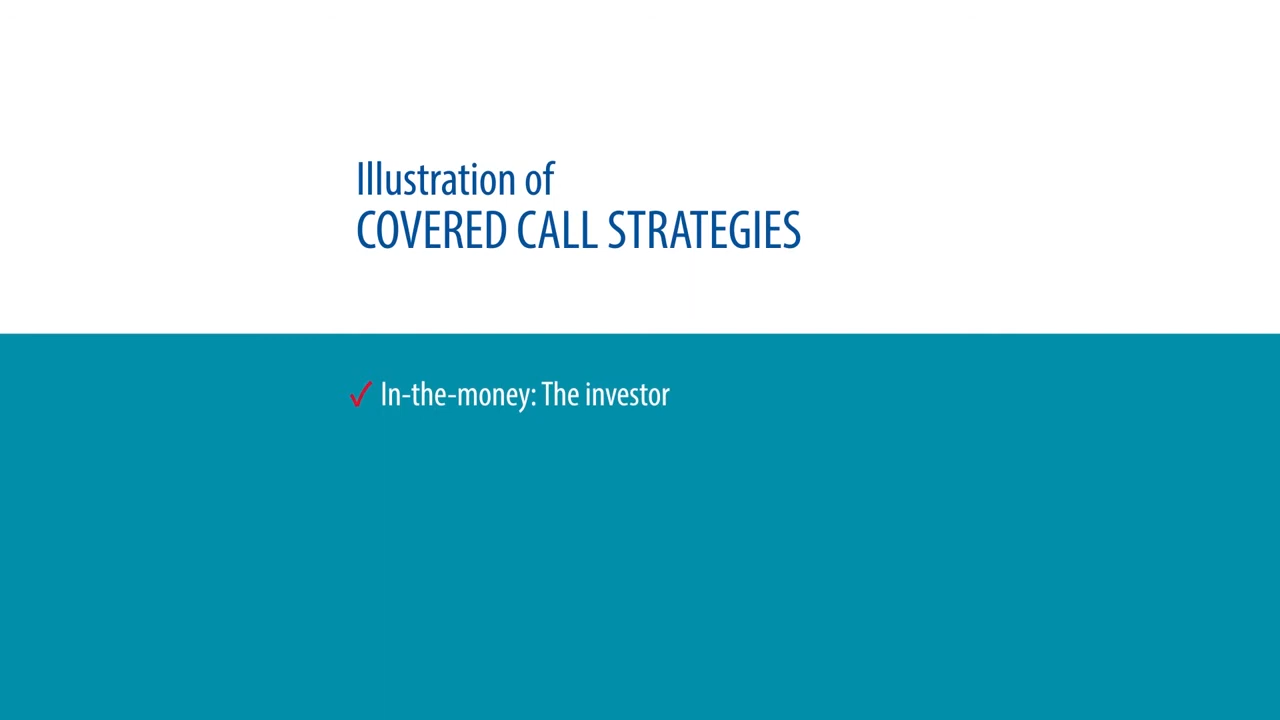 Illustration of
COVERED CALL STRATEGIES
✓ In-the-money: The investor